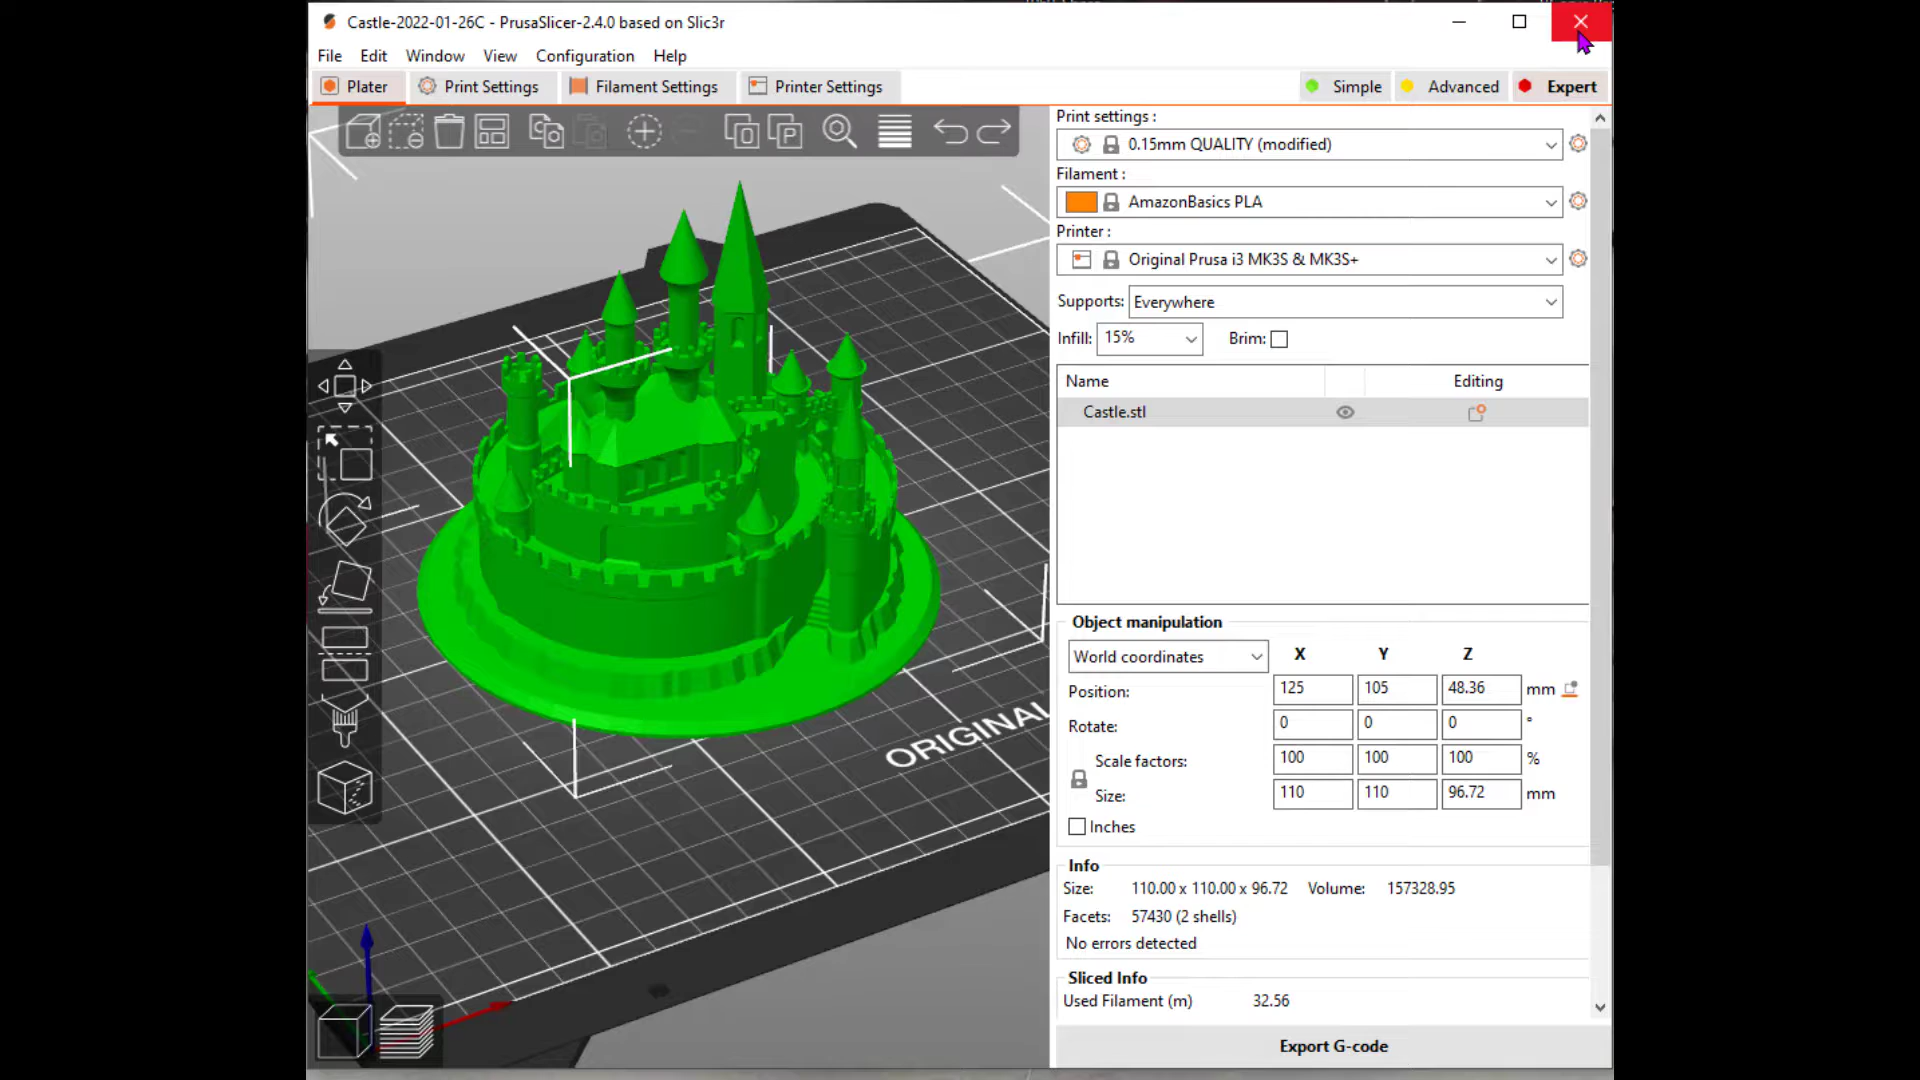 Castle-2022-01-26C - PrusaSlicer-2.4.0 based on Slic3r
File Edit Window View Configuration Help
Plater Print Settings Filament Settings Printer Settings Simple Advanced Expert
Print settings :
0.15mm QUALITY (modified)
Filament :
AmazonBasics PLA
Printer :
Original Prusa i3 MK3S & MK3S+
Supports: Everywhere
Infill: 15% Brim:
Name Editing
Castle.stl
Object manipulation
World coordinates X Y Z
Position: 125 105 48.36 mm
Rotate: 0 0 0 °
Scale factors: 100 100 100 %
Size: 110 110 96.72 mm
Inches
Info
Size: 110.00 x 110.00 x 96.72 Volume: 157328.95
Facets: 57430 (2 shells)
No errors detected
Sliced Info
Used Filament (m) 32.56
Export G-code
ORIGINAL